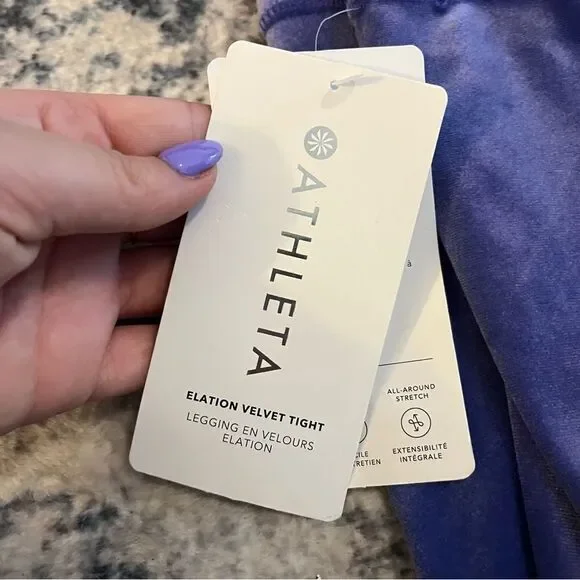 ATHLETA
ELATION VELVET TIGHT
LEGGING EN VELOURS
ELATION
à
ALL-AROUND
STRETCH
EXTENSIBILITÉ
INTÉGRALE